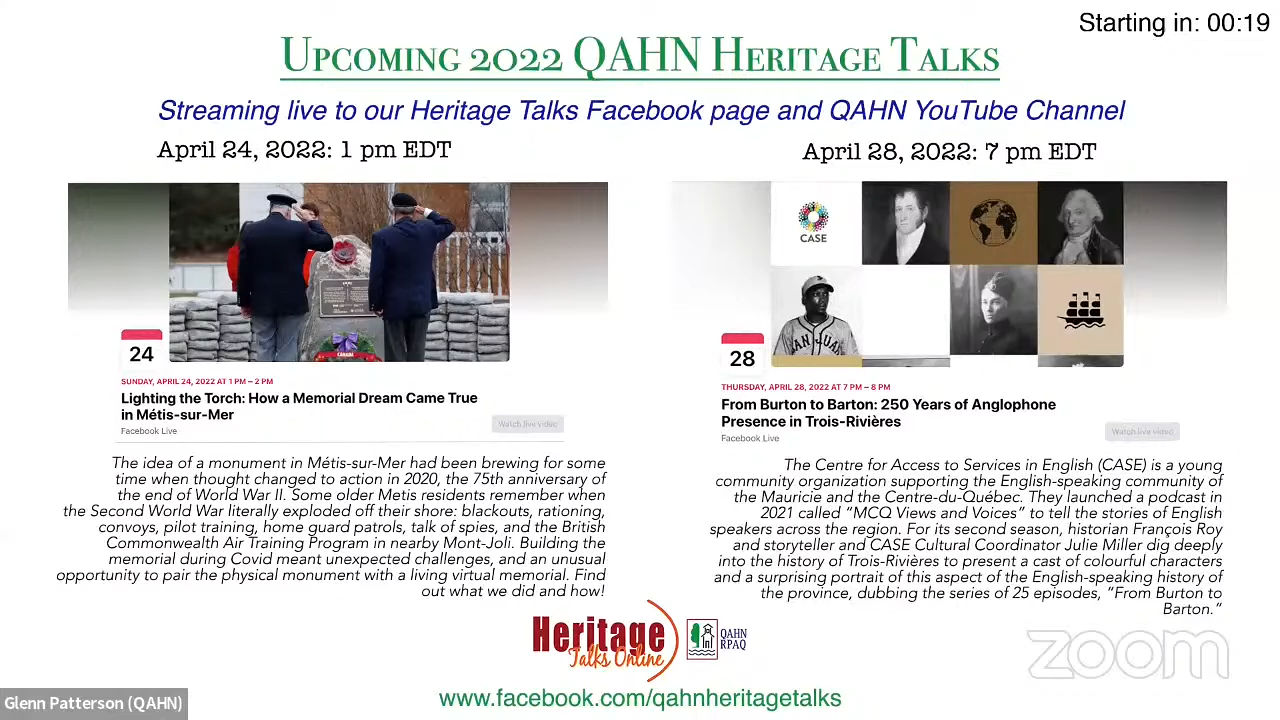 Starting in: 00:19
UPCOMING 2022 QAHN HERITAGE TALKS
Streaming live to our Heritage Talks Facebook page and QAHN YouTube Channel
April 24, 2022: 1 pm EDT
24
SUNDAY, APRIL 24, 2022 AT 1 PM – 2 PM
Lighting the Torch: How a Memorial Dream Came True
in Métis-sur-Mer
Facebook Live
Watch live video
The idea of a monument in Métis-sur-Mer had been brewing for some
time when thought changed to action in 2020, the 75th anniversary of
the end of World War II. Some older Metis residents remember when
the Second World War literally exploded off their shore: blackouts, rationing,
convoys, pilot training, home guard patrols, talk of spies, and the British
Commonwealth Air Training Program in nearby Mont-Joli. Building the
memorial during Covid meant unexpected challenges, and an unusual
opportunity to pair the physical monument with a living virtual memorial. Find
out what we did and how!
April 28, 2022: 7 pm EDT
CASE
SAN JUAN
28
THURSDAY, APRIL 28, 2022 AT 7 PM – 8 PM
From Burton to Barton: 250 Years of Anglophone
Presence in Trois-Rivières
Facebook Live
Watch live video
The Centre for Access to Services in English (CASE) is a young
community organization supporting the English-speaking community of
the Mauricie and the Centre-du-Québec. They launched a podcast in
2021 called “MCQ Views and Voices” to tell the stories of English
speakers across the region. For its second season, historian François Roy
and storyteller and CASE Cultural Coordinator Julie Miller dig deeply
into the history of Trois-Rivières to present a cast of colourful characters
and a surprising portrait of this aspect of the English-speaking history of
the province, dubbing the series of 25 episodes, “From Burton to
Barton.”
Heritage
Talks Online
QAHN
RPAQ
zoom
www.facebook.com/qahnheritagetalks
Glenn Patterson (QAHN)